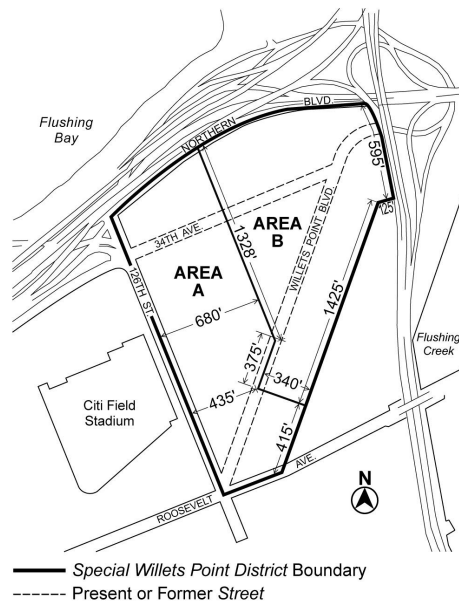 Flushing
Bay
NORTHERN
BLVD.
595'
125'
34TH AVE.
1328'
AREA
B
WILLETS POINT BLVD.
AREA
A
126TH ST.
680'
1425'
375'
340'
435'
415'
Flushing
Creek
Citi Field
Stadium
ROOSEVELT
AVE.
N
Special Willets Point District Boundary
Present or Former Street